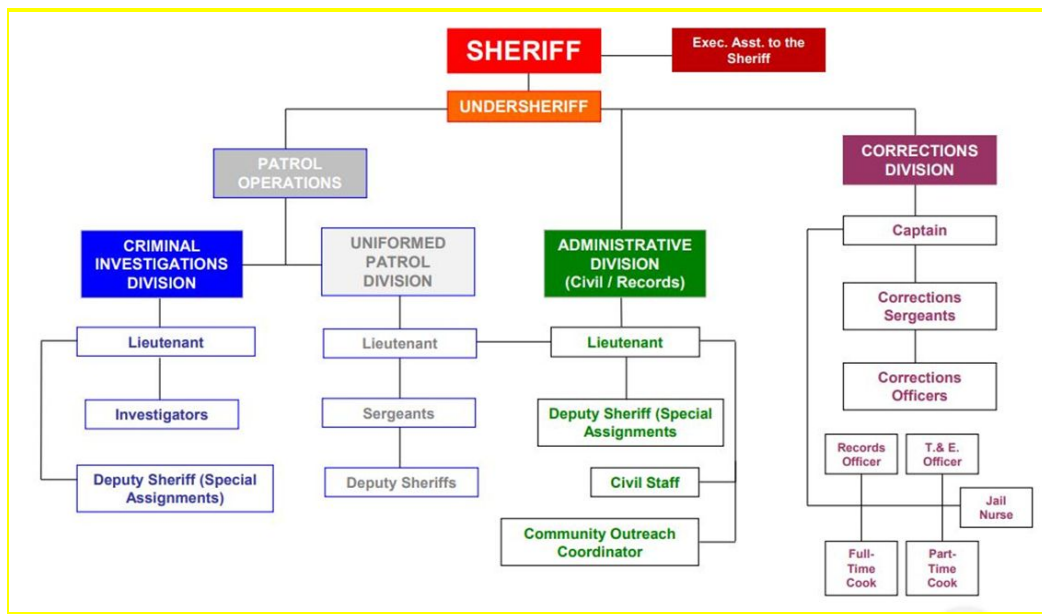 SHERIFF
Exec. Asst. to the
Sheriff
UNDERSHERIFF
PATROL
OPERATIONS
CORRECTIONS
DIVISION
CRIMINAL
INVESTIGATIONS
DIVISION
UNIFORMED
PATROL
DIVISION
ADMINISTRATIVE
DIVISION
(Civil / Records)
Captain
Corrections
Sergeants
Lieutenant
Lieutenant
Lieutenant
Corrections
Officers
Investigators
Sergeants
Deputy Sheriff (Special
Assignments
Records
Officer
T.& E.
Officer
Deputy Sheriff (Special
Assignments)
Deputy Sheriffs
Civil Staff
Jail
Nurse
Community Outreach
Coordinator
Full-
Time
Cook
Part-
Time
Cook